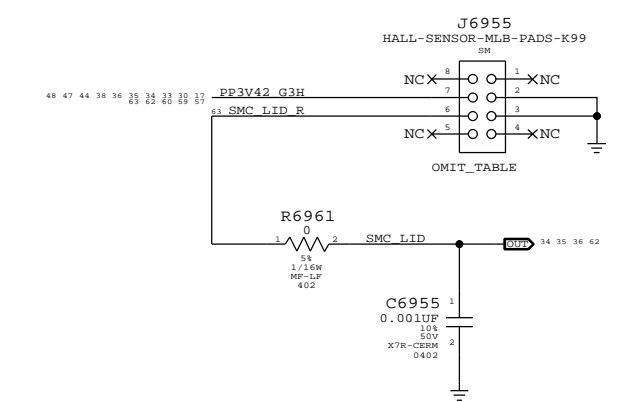 J6955
HALL-SENSOR-MLB-PADS-K99
SM
NC 8 1 NC
48 47 44 38 36 35 34 33 30 17 PP3V42 G3H 7 2
63 62 60 59 57
63 SMC_LID_R 6 3
NC 5 4 NC
OMIT_TABLE
R6961
0
1 2 SMC_LID OUT 34 35 36 62
5%
1/16W
MF-LF
402
C6955 1
0.001UF
10%
50V
X7R-CERM 2
0402